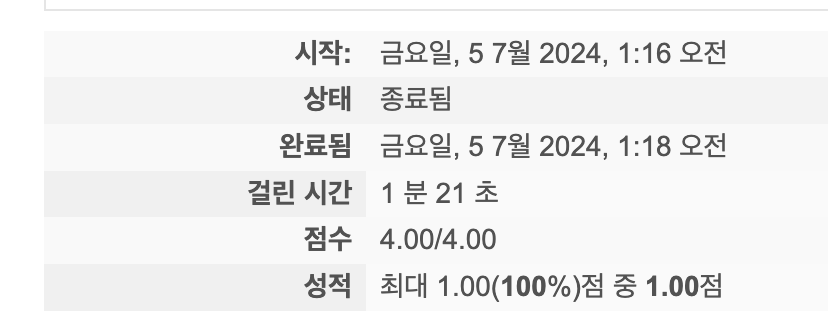 시작: 금요일, 5 7월 2024, 1:16 오전
상태 종료됨
완료됨 금요일, 5 7월 2024, 1:18 오전
걸린 시간 1 분 21 초
점수 4.00/4.00
성적 최대 1.00(100%)점 중 1.00점